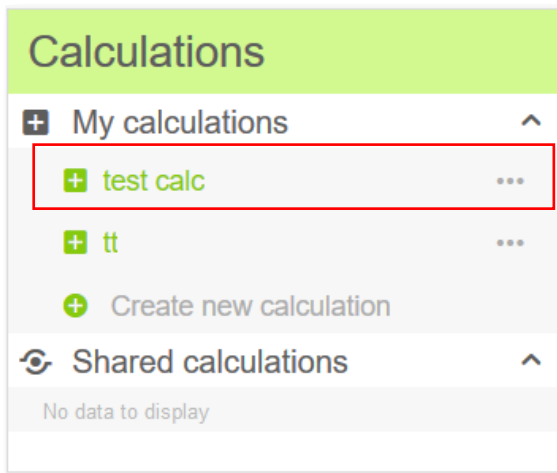 Calculations
My calculations
test calc
tt
Create new calculation
Shared calculations
No data to display